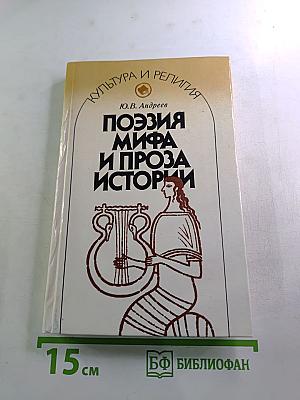 КУЛЬТУРА И РЕЛИГИЯ
Ю.В. Андреев
ПОЭЗИЯ
МИФА
И ПРОЗА
ИСТОРИИ
15 см
БФ БИБЛИОФАН